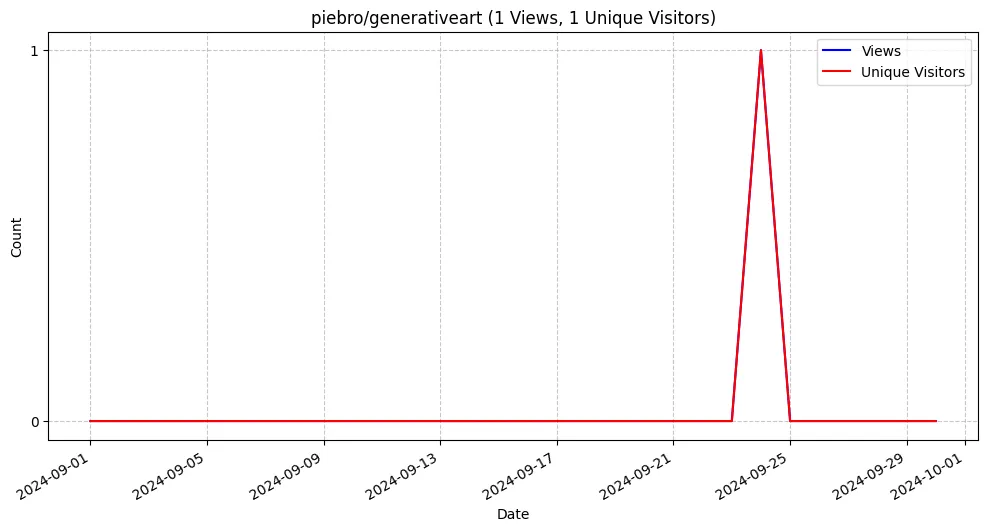 piebro/generativeart (1 Views, 1 Unique Visitors)
Views
Unique Visitors
1
0
Count
2024-09-01
2024-09-05
2024-09-09
2024-09-13
2024-09-17
2024-09-21
2024-09-25
2024-09-29
2024-10-01
Date